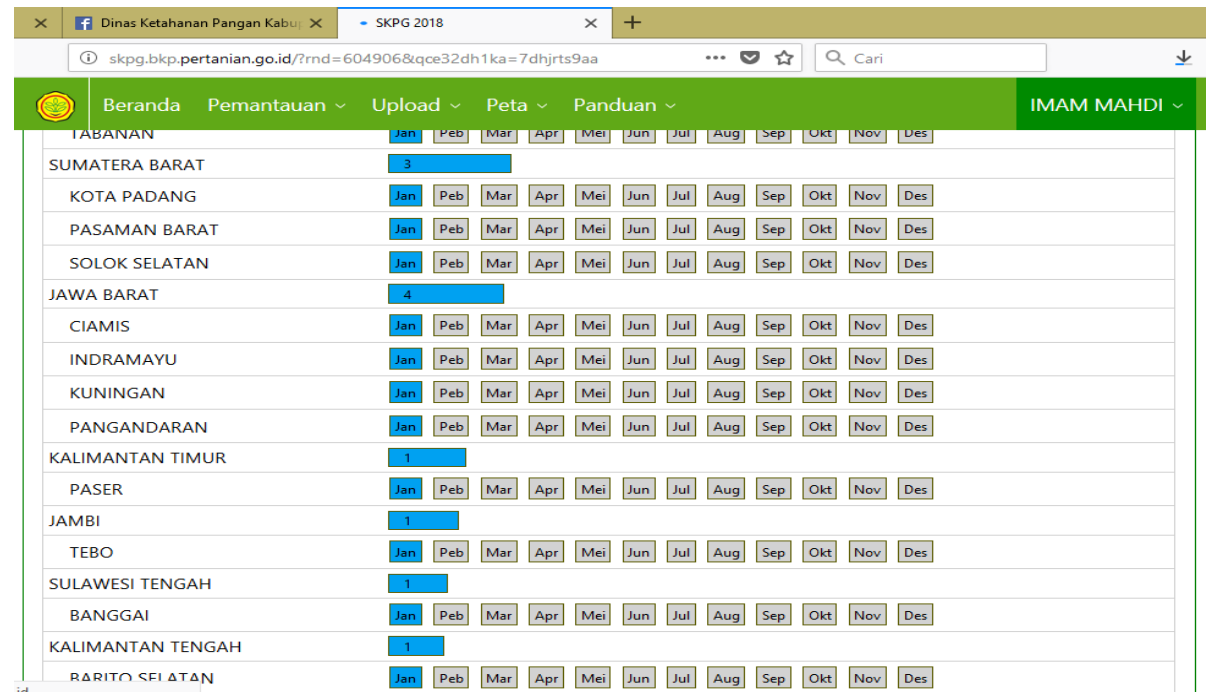 Dinas Ketahanan Pangan Kabu
SKPG 2018
skpg.bkp.pertanian.go.id/?rnd=604906&qce32dh1ka=7dhjrts9aa
Cari
Beranda Pemantauan Upload Peta Panduan IMAM MAHDI
TABANAN Jan Peb Mar Apr Mei Jun Jul Aug Sep Okt Nov Des
SUMATERA BARAT 3
KOTA PADANG Jan Peb Mar Apr Mei Jun Jul Aug Sep Okt Nov Des
PASAMAN BARAT Jan Peb Mar Apr Mei Jun Jul Aug Sep Okt Nov Des
SOLOK SELATAN Jan Peb Mar Apr Mei Jun Jul Aug Sep Okt Nov Des
JAWA BARAT 4
CIAMIS Jan Peb Mar Apr Mei Jun Jul Aug Sep Okt Nov Des
INDRAMAYU Jan Peb Mar Apr Mei Jun Jul Aug Sep Okt Nov Des
KUNINGAN Jan Peb Mar Apr Mei Jun Jul Aug Sep Okt Nov Des
PANGANDARAN Jan Peb Mar Apr Mei Jun Jul Aug Sep Okt Nov Des
KALIMANTAN TIMUR 1
PASER Jan Peb Mar Apr Mei Jun Jul Aug Sep Okt Nov Des
JAMBI 1
TEBO Jan Peb Mar Apr Mei Jun Jul Aug Sep Okt Nov Des
SULAWESI TENGAH 1
BANGGAI Jan Peb Mar Apr Mei Jun Jul Aug Sep Okt Nov Des
KALIMANTAN TENGAH 1
BARITO SELATAN Jan Peb Mar Apr Mei Jun Jul Aug Sep Okt Nov Des